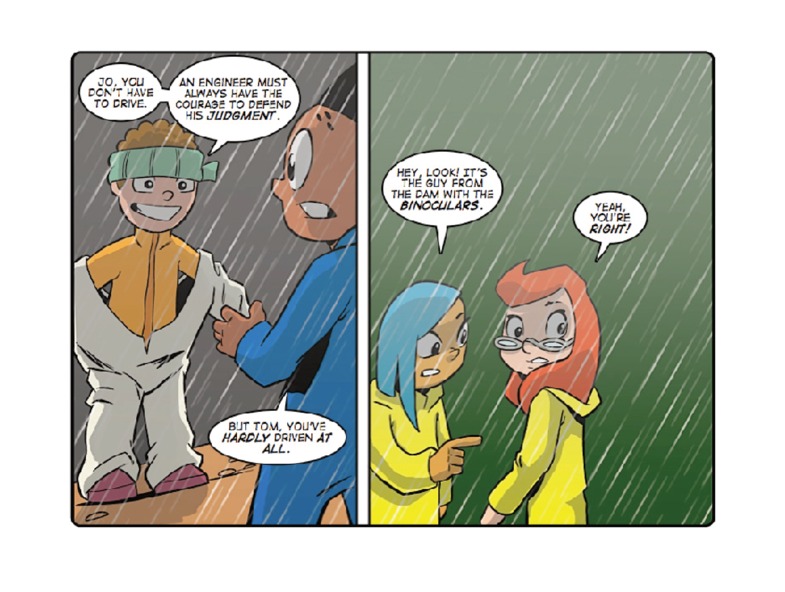 JO, YOU
DON'T HAVE
TO DRIVE.
AN ENGINEER MUST
ALWAYS HAVE THE
COURAGE TO DEFEND
HIS JUDGMENT.
BUT TOM, YOU'VE
HARDLY DRIVEN AT
ALL.
HEY, LOOK! IT'S
THE GUY FROM
THE DAM WITH THE
BINOCULARS.
YEAH,
YOU'RE
RIGHT!